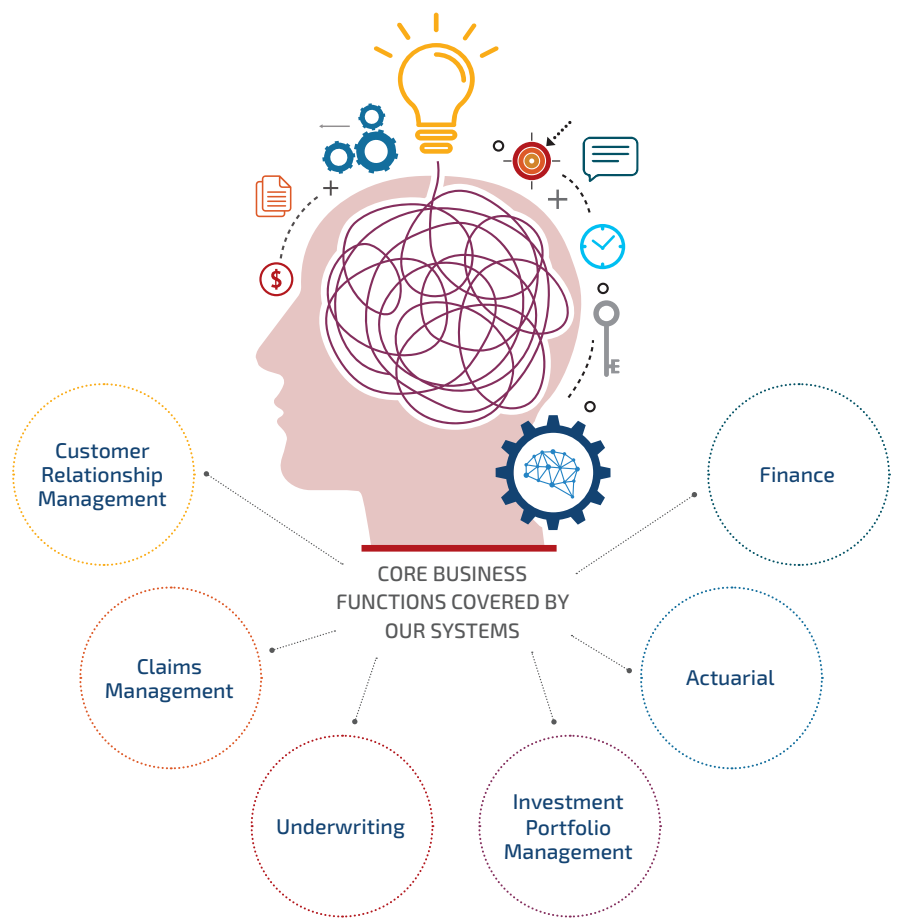 $
Customer
Relationship
Management
Finance
CORE BUSINESS
FUNCTIONS COVERED BY
OUR SYSTEMS
Claims
Management
Actuarial
Underwriting
Investment
Portfolio
Management